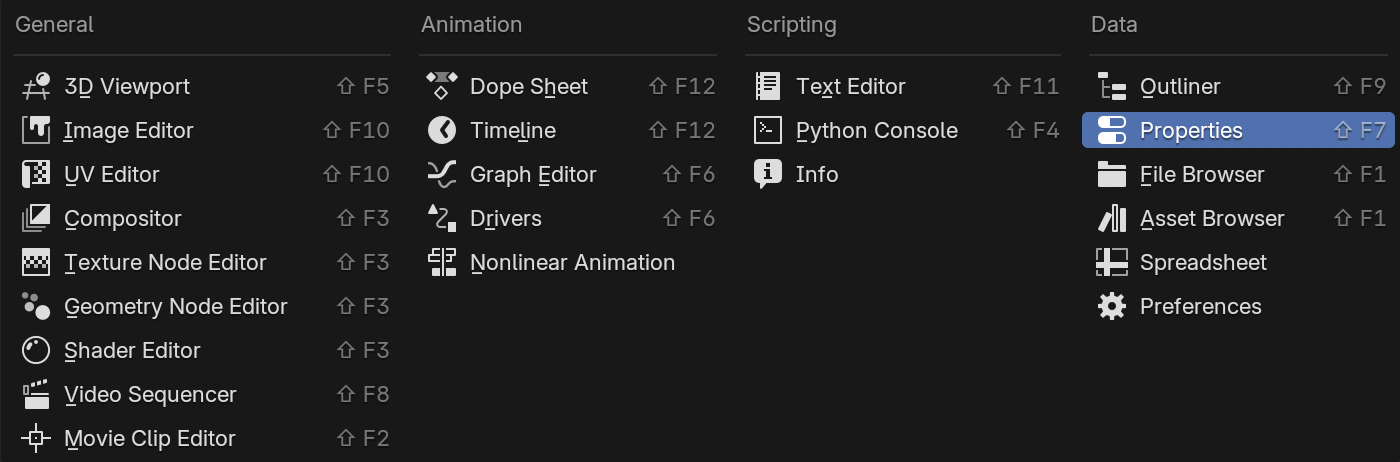 General
3D Viewport ⇧ F5
Image Editor ⇧ F10
UV Editor ⇧ F10
Compositor ⇧ F3
Texture Node Editor ⇧ F3
Geometry Node Editor ⇧ F3
Shader Editor ⇧ F3
Video Sequencer ⇧ F8
Movie Clip Editor ⇧ F2
Animation
Dope Sheet ⇧ F12
Timeline ⇧ F12
Graph Editor ⇧ F6
Drivers ⇧ F6
Nonlinear Animation
Scripting
Text Editor ⇧ F11
Python Console ⇧ F4
Info
Data
Outliner ⇧ F9
Properties ⇧ F7
File Browser ⇧ F1
Asset Browser ⇧ F1
Spreadsheet
Preferences